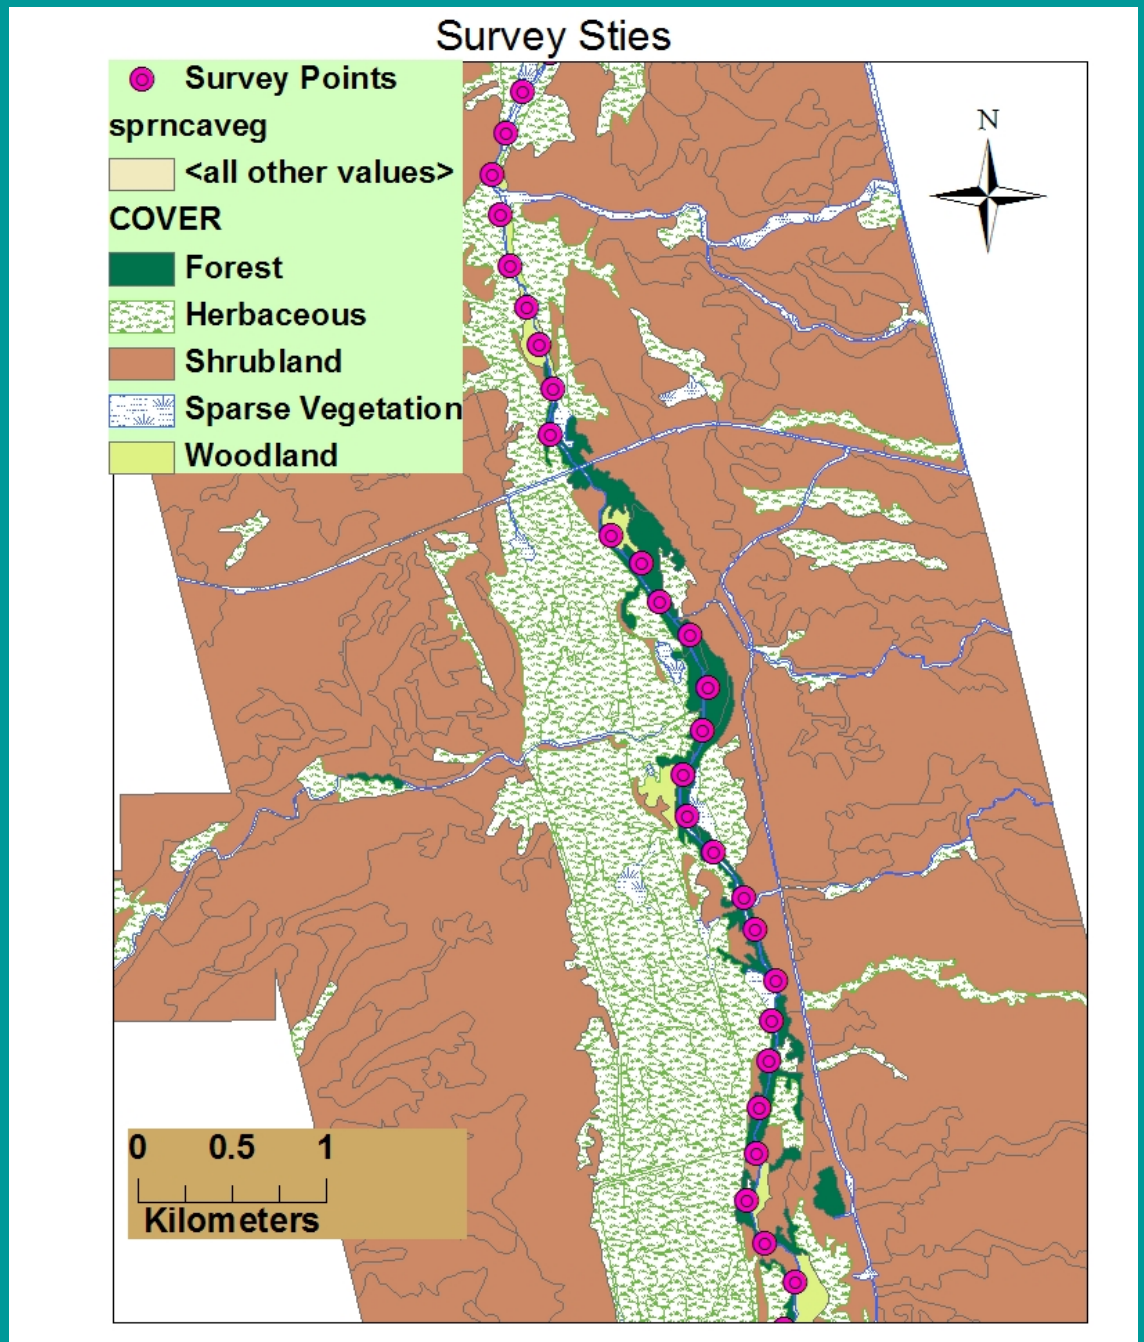 Survey Sties
Survey Points
sprncaveg
<all other values>
COVER
Forest
Herbaceous
Shrubland
Sparse Vegetation
Woodland
N
0 0.5 1
Kilometers